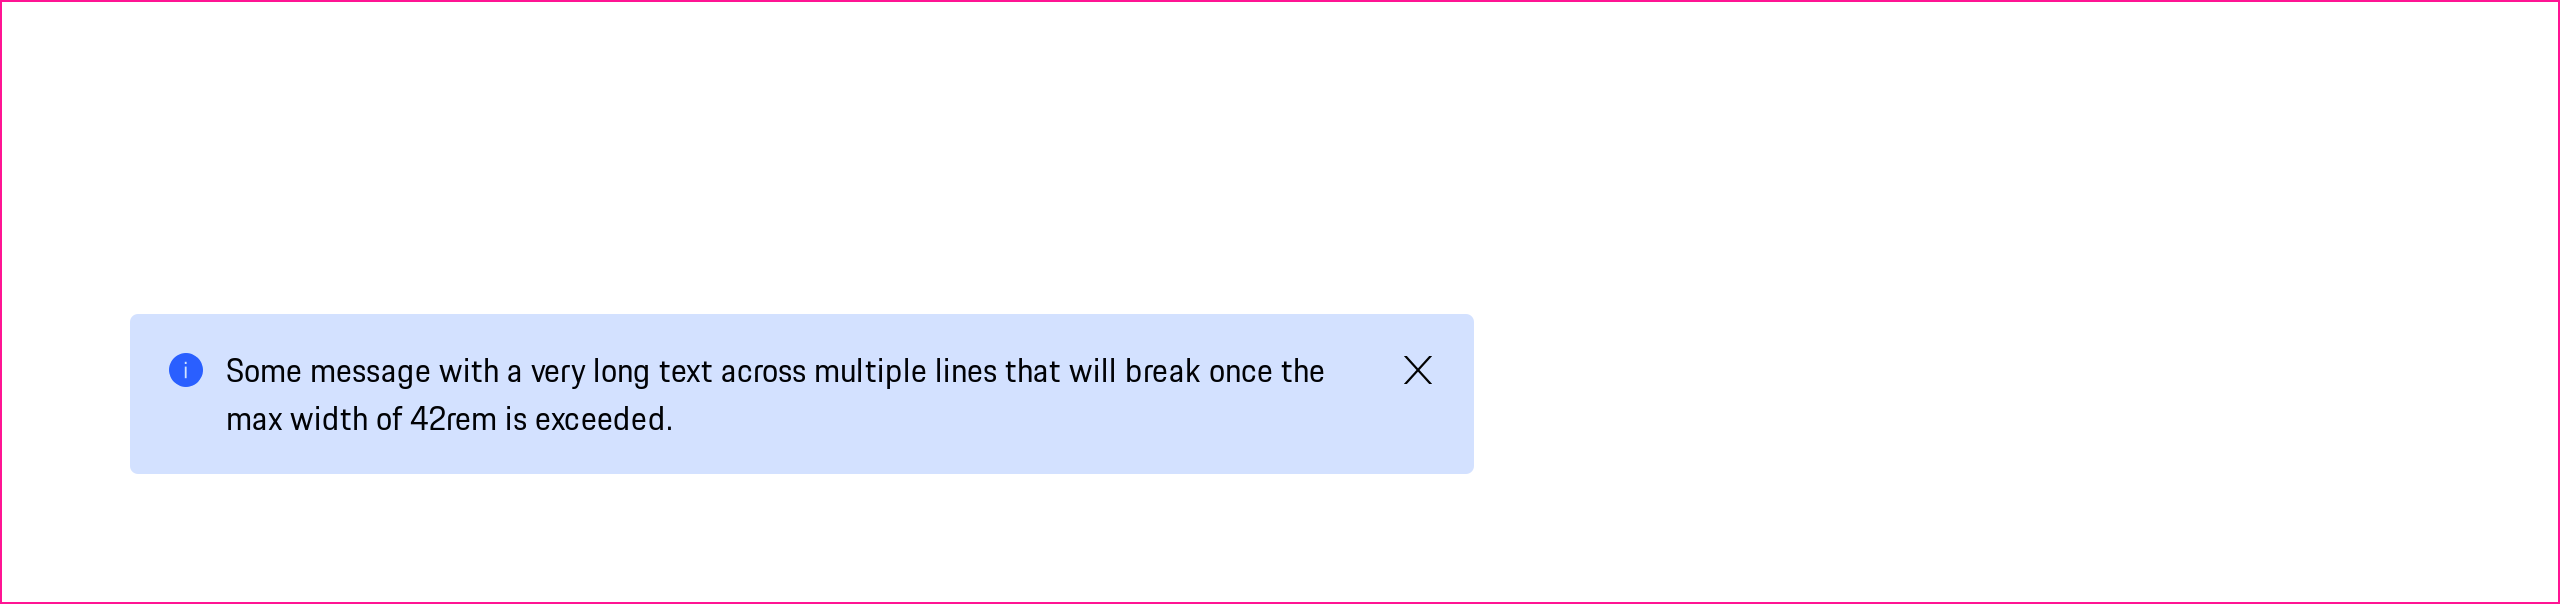 Some message with a very long text across multiple lines that will break once the
max width of 42rem is exceeded.